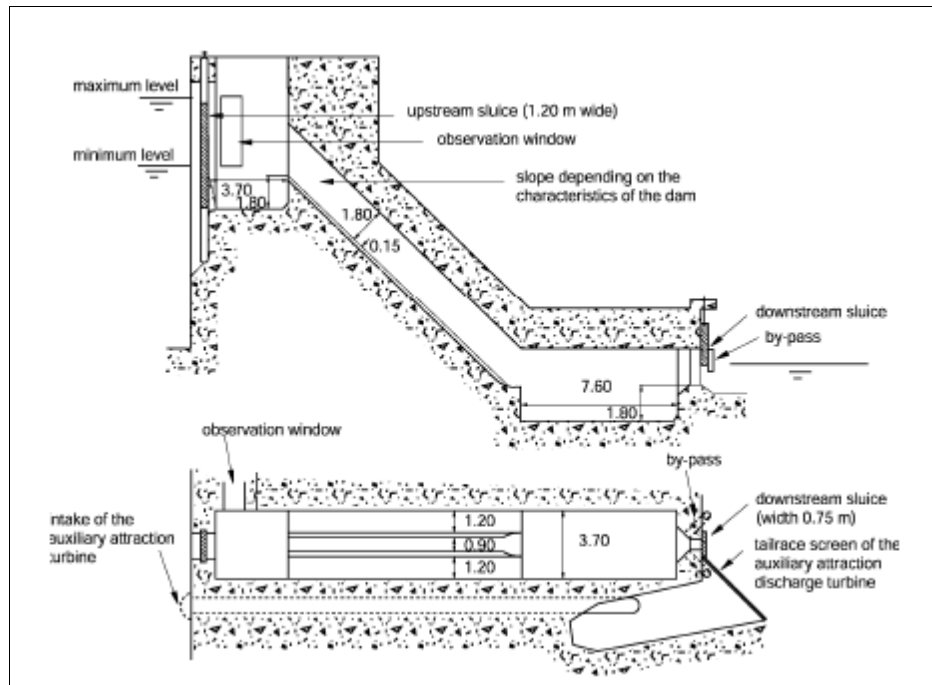 maximum level
minimum level
upstream sluice (1.20 m wide)
observation window
slope depending on the
characteristics of the dam
3.70
1.80
1.80
0.15
downstream sluice
by-pass
7.60
1.80
observation window
by-pass
downstream sluice
(width 0.75 m)
tailrace screen of the
auxiliary attraction
discharge turbine
intake of the
auxiliary attraction
turbine
1.20
0.90
1.20
3.70